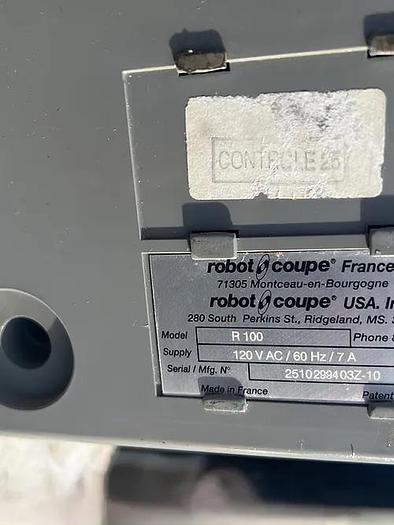 CONTROLE
robot coupe® France
71305 Montceau-en-Bourgogne
robot coupe® USA. In
280 South Perkins St., Ridgeland, MS.
Model R 100 Phone &
Supply 120 V AC / 60 Hz / 7 A
Serial / Mfg. N° 2510299403Z-10
Made in France Patent